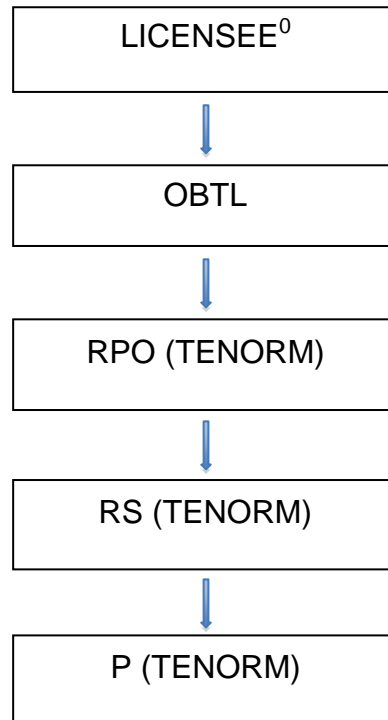 LICENSEE⁰
OBTL
RPO (TENORM)
RS (TENORM)
P (TENORM)